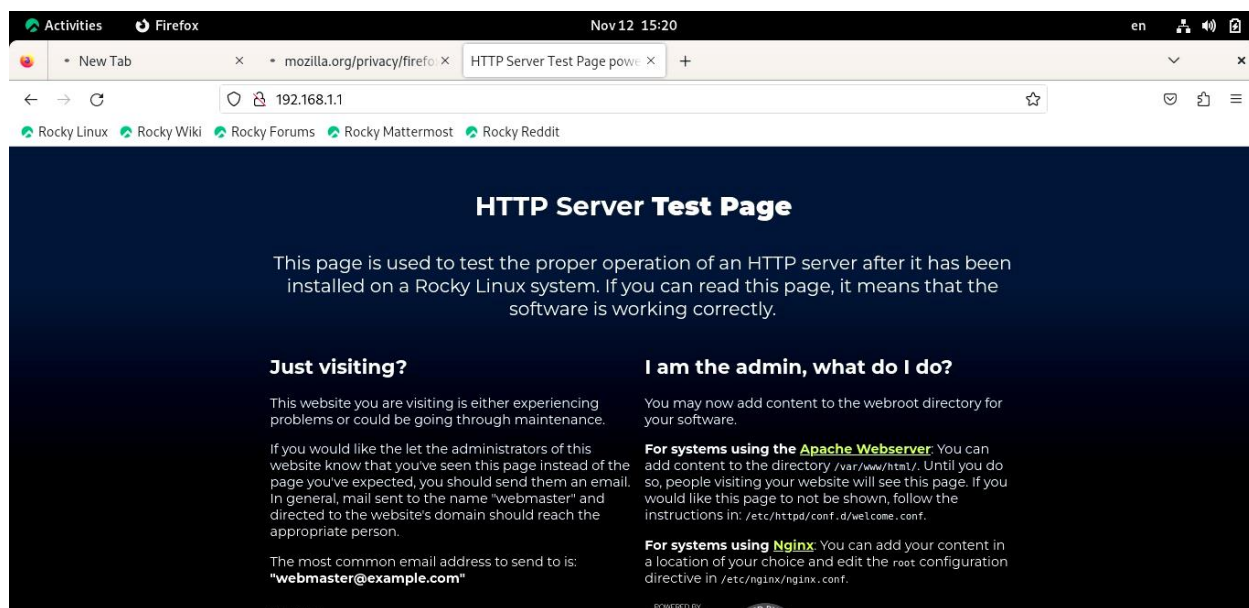 Activities Firefox Nov 12 15:20 en
New Tab × mozilla.org/privacy/firefo × HTTP Server Test Page powe × +
192.168.1.1
Rocky Linux Rocky Wiki Rocky Forums Rocky Mattermost Rocky Reddit
HTTP Server Test Page
This page is used to test the proper operation of an HTTP server after it has been
installed on a Rocky Linux system. If you can read this page, it means that the
software is working correctly.
Just visiting?
This website you are visiting is either experiencing
problems or could be going through maintenance.
If you would like the let the administrators of this
website know that you've seen this page instead of the
page you've expected, you should send them an email.
In general, mail sent to the name "webmaster" and
directed to the website's domain should reach the
appropriate person.
The most common email address to send to is:
"webmaster@example.com"
I am the admin, what do I do?
You may now add content to the webroot directory for
your software.
For systems using the Apache Webserver: You can
add content to the directory /var/www/html/. Until you do
so, people visiting your website will see this page. If you
would like this page to not be shown, follow the
instructions in: /etc/httpd/conf.d/welcome.conf.
For systems using Nginx: You can add your content in
a location of your choice and edit the root configuration
directive in /etc/nginx/nginx.conf.
POWERED BY